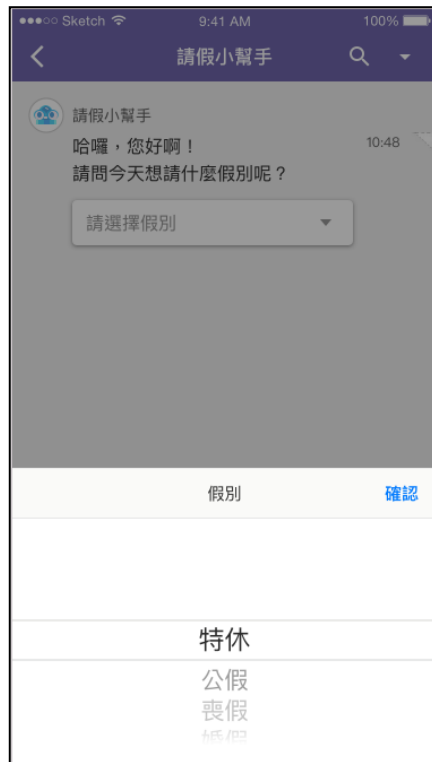 Sketch
9:41 AM
100%
請假小幫手
請假小幫手
哈囉，您好啊！
10:48
請問今天想請什麼假別呢？
請選擇假別
假別
確認
特休
公假
喪假
婚假